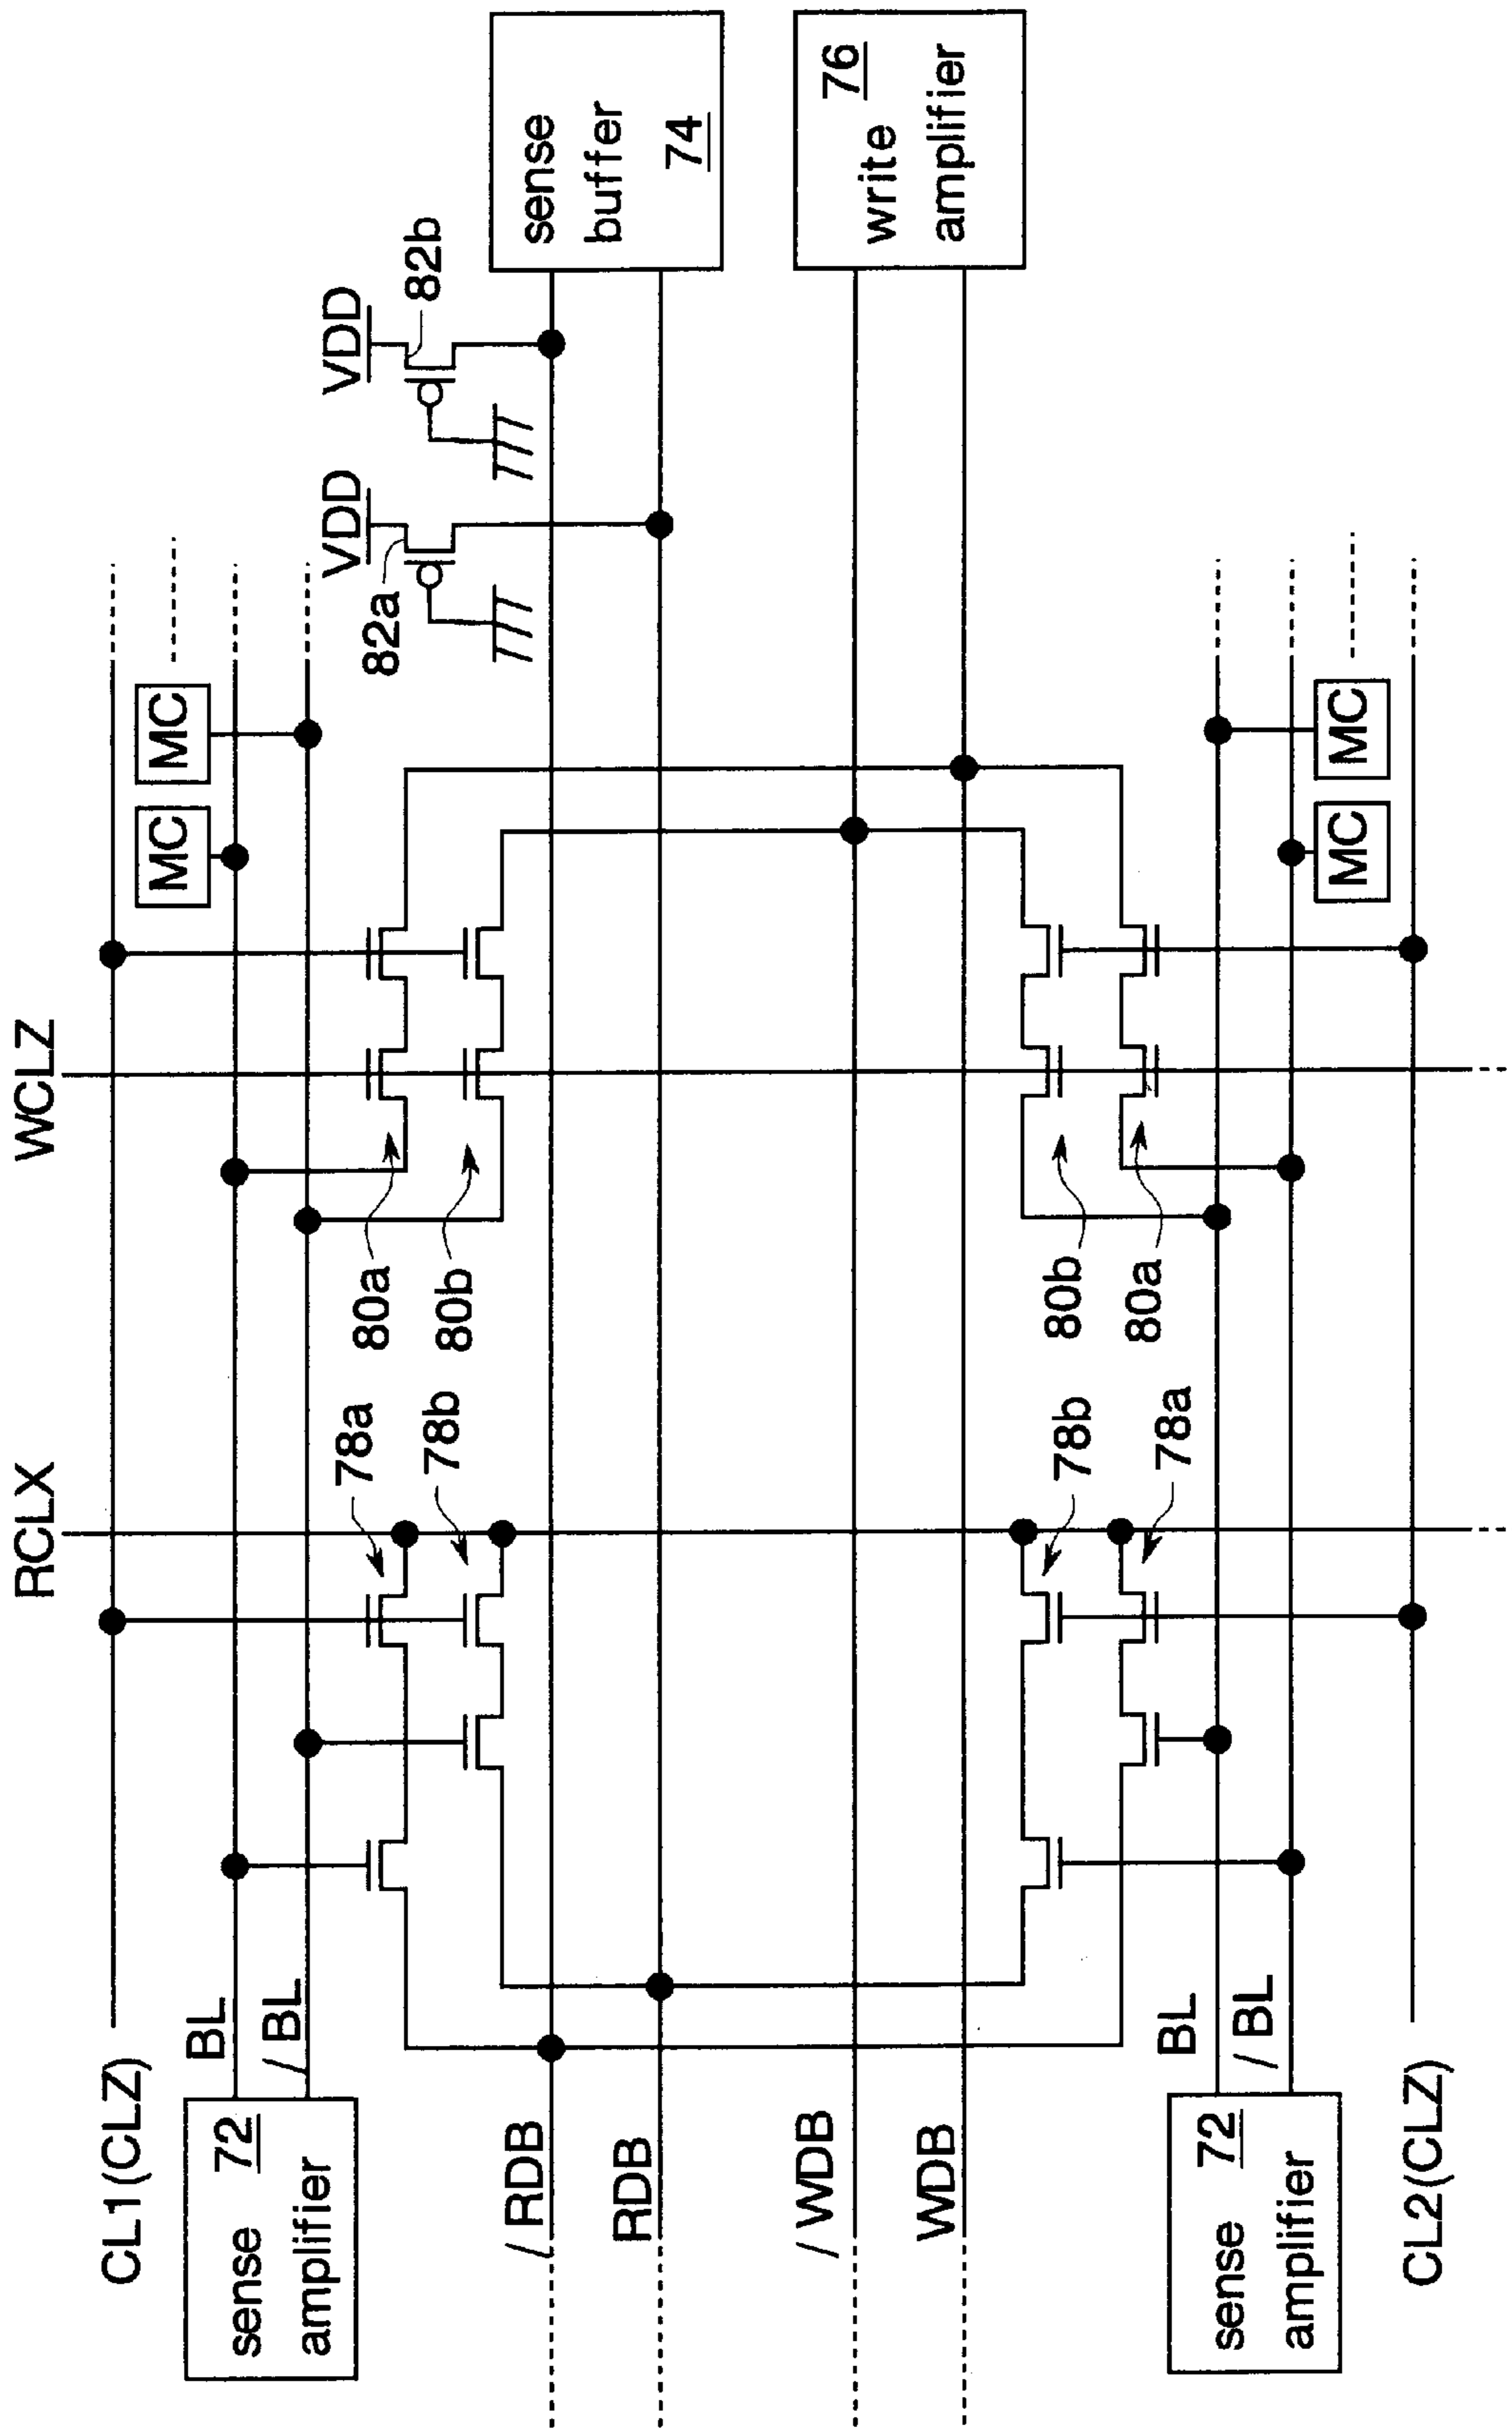 RCLX
WCLZ
CL1(CLZ)
BL
/BL
sense
72
amplifier
78a
78b
80a
80b
MC
MC
VDD
82a
VDD
82b
/RDB
RDB
sense
buffer
74
/WDB
WDB
76
write
amplifier
78b
78a
80b
80a
BL
/BL
sense
72
amplifier
MC
MC
CL2(CLZ)